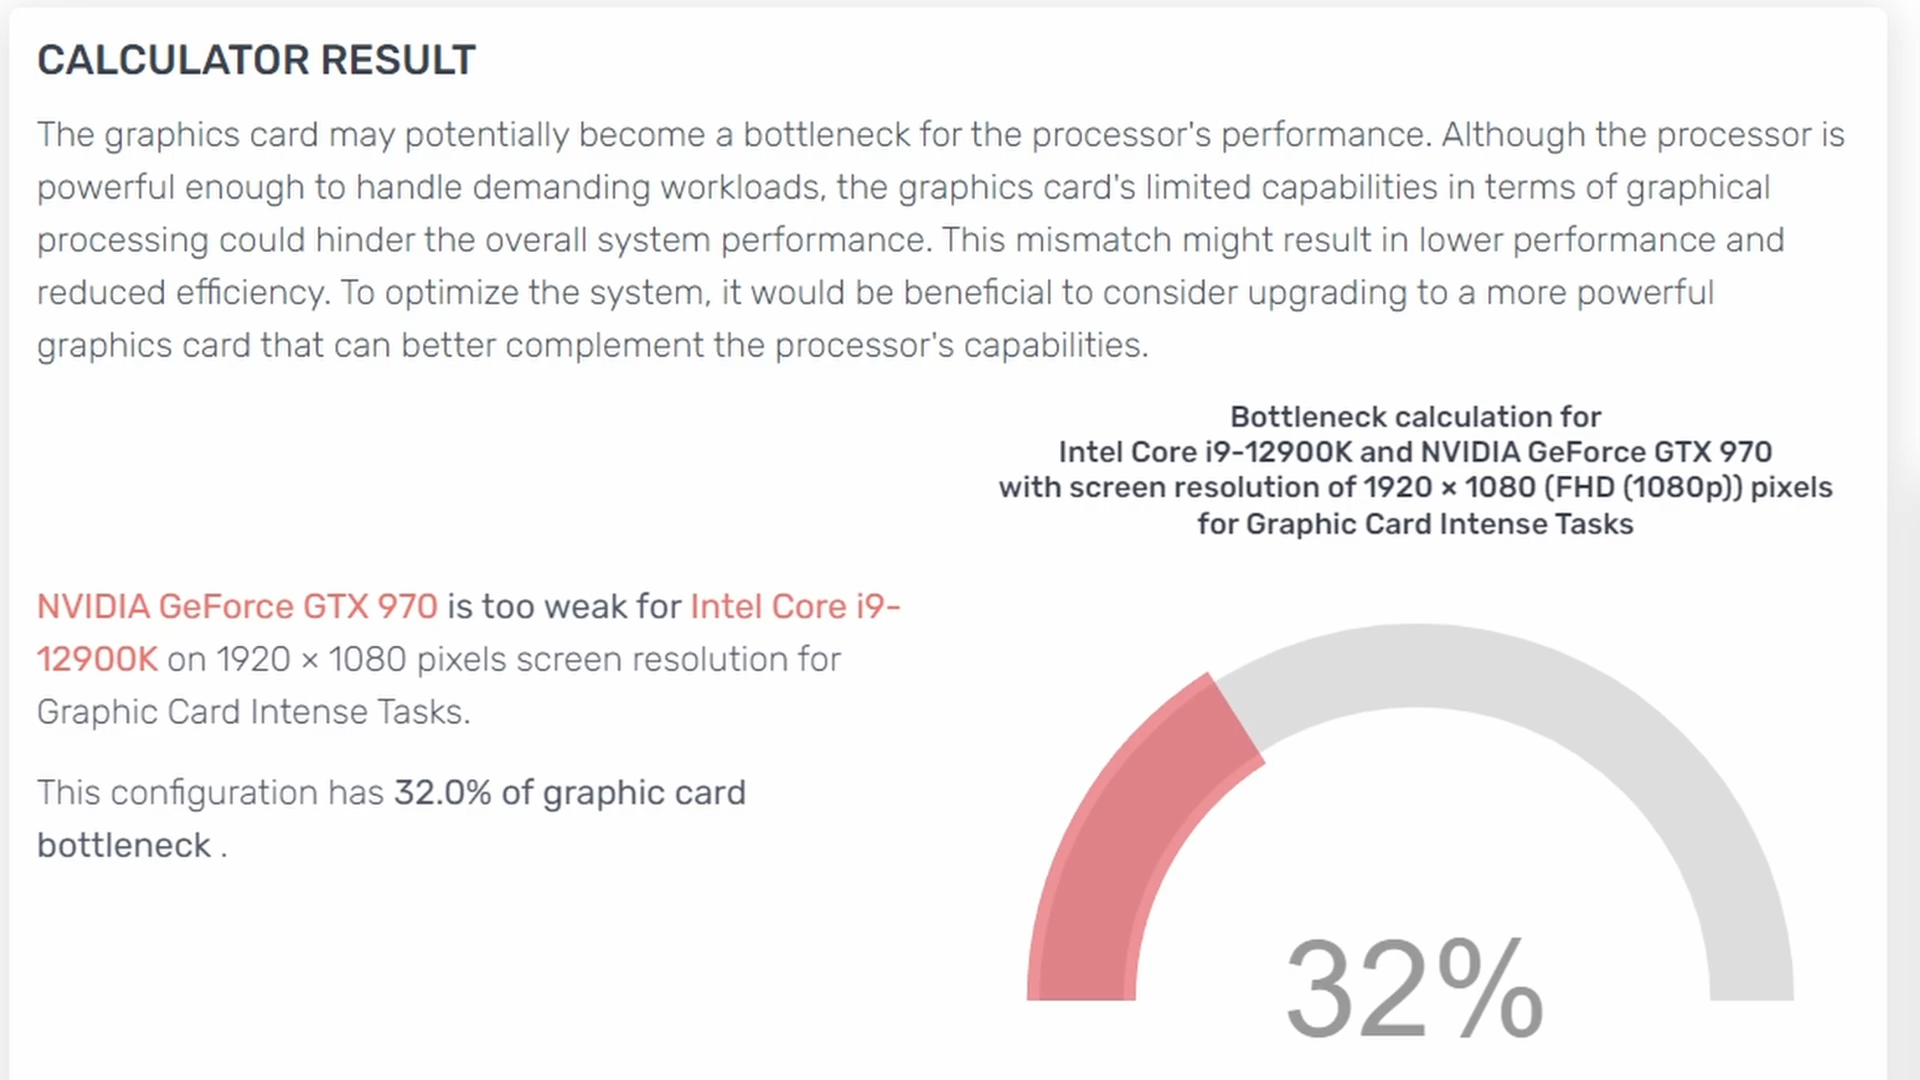 CALCULATOR RESULT
The graphics card may potentially become a bottleneck for the processor's performance. Although the processor is
powerful enough to handle demanding workloads, the graphics card's limited capabilities in terms of graphical
processing could hinder the overall system performance. This mismatch might result in lower performance and
reduced efficiency. To optimize the system, it would be beneficial to consider upgrading to a more powerful
graphics card that can better complement the processor's capabilities.
NVIDIA GeForce GTX 970 is too weak for Intel Core i9-
12900K on 1920 × 1080 pixels screen resolution for
Graphic Card Intense Tasks.
This configuration has 32.0% of graphic card
bottleneck .
Bottleneck calculation for
Intel Core i9-12900K and NVIDIA GeForce GTX 970
with screen resolution of 1920 × 1080 (FHD (1080p)) pixels
for Graphic Card Intense Tasks
32%